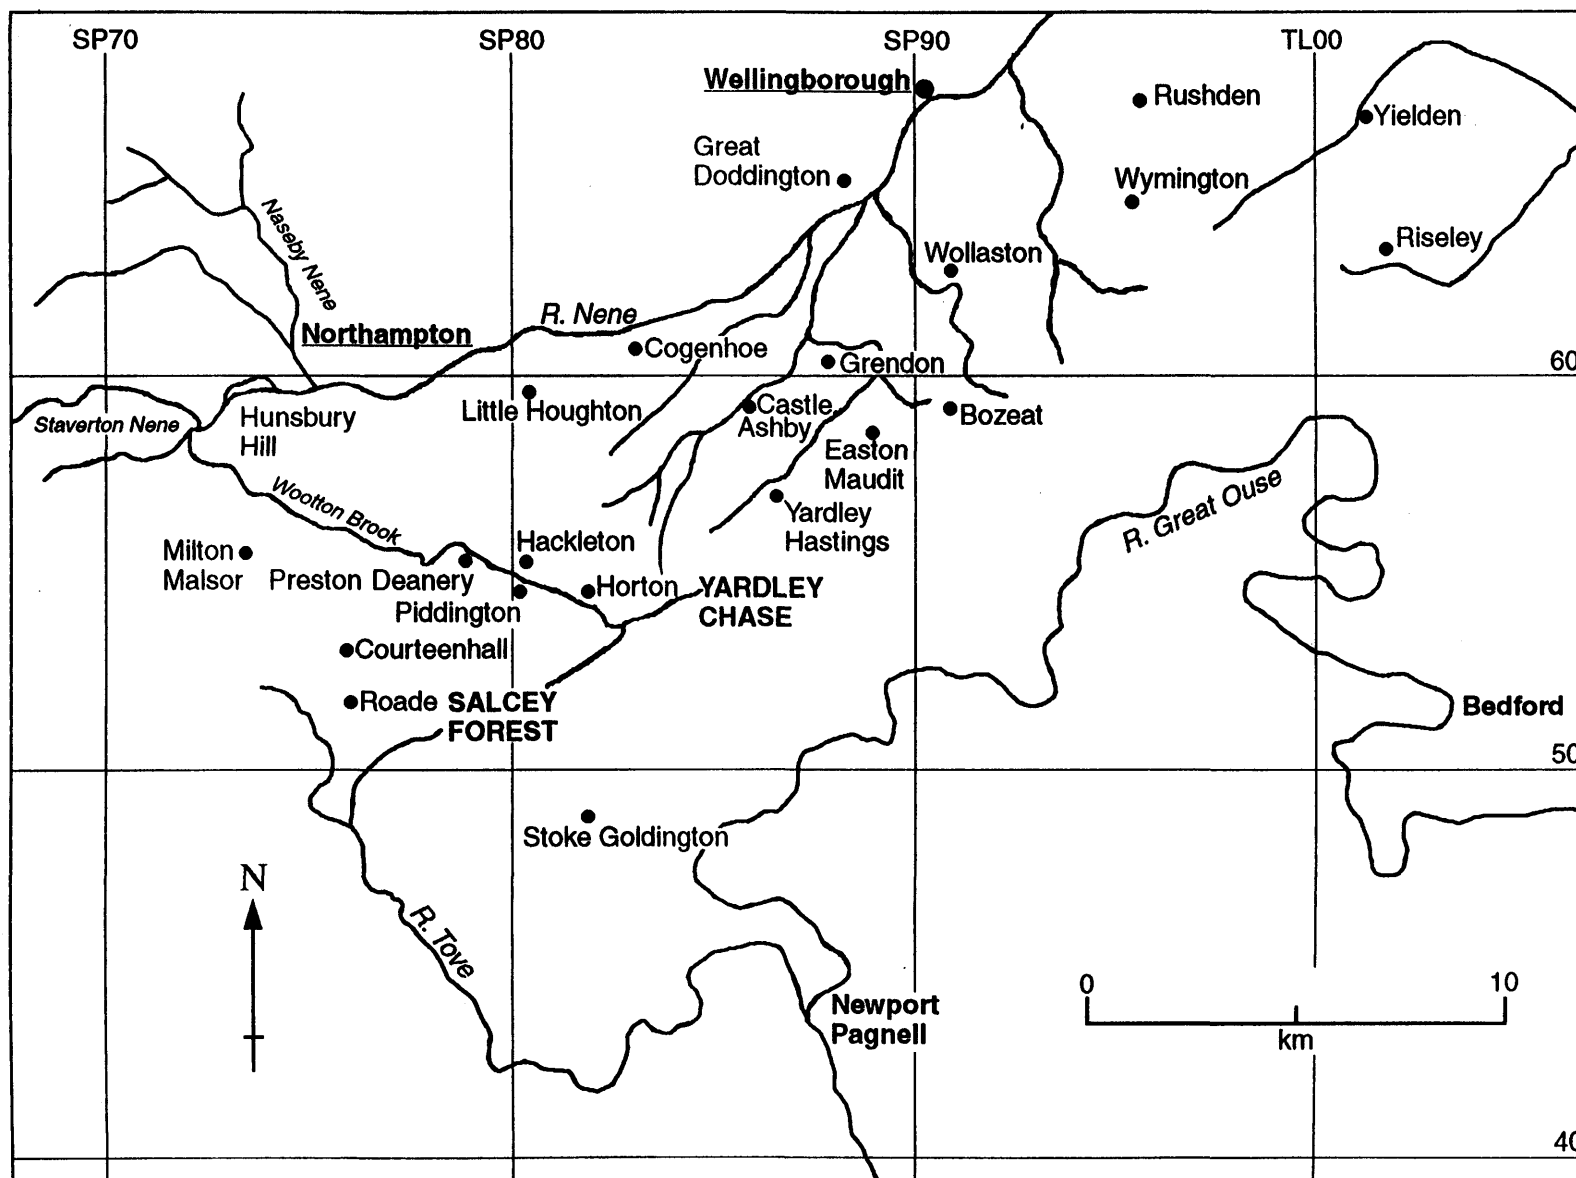 SP70 SP80 SP90 TL00
Wellingborough
Rushden
Yielden
Great
Doddington
Wymington
Naseby Nene
Wollaston
Riseley
R. Nene
Northampton
Cogenhoe
Grendon
60
Little Houghton
Castle
Ashby
Bozeat
Staverton Nene
Hunsbury
Hill
Easton
Maudit
R. Great Ouse
Wootton Brook
Yardley
Hastings
Milton
Malsor
Hackleton
Preston Deanery
Horton
YARDLEY
CHASE
Piddington
Courteenhall
Roade
SALCEY
FOREST
Bedford
50
Stoke Goldington
N
R. Tove
Newport
Pagnell
0 10
km
40